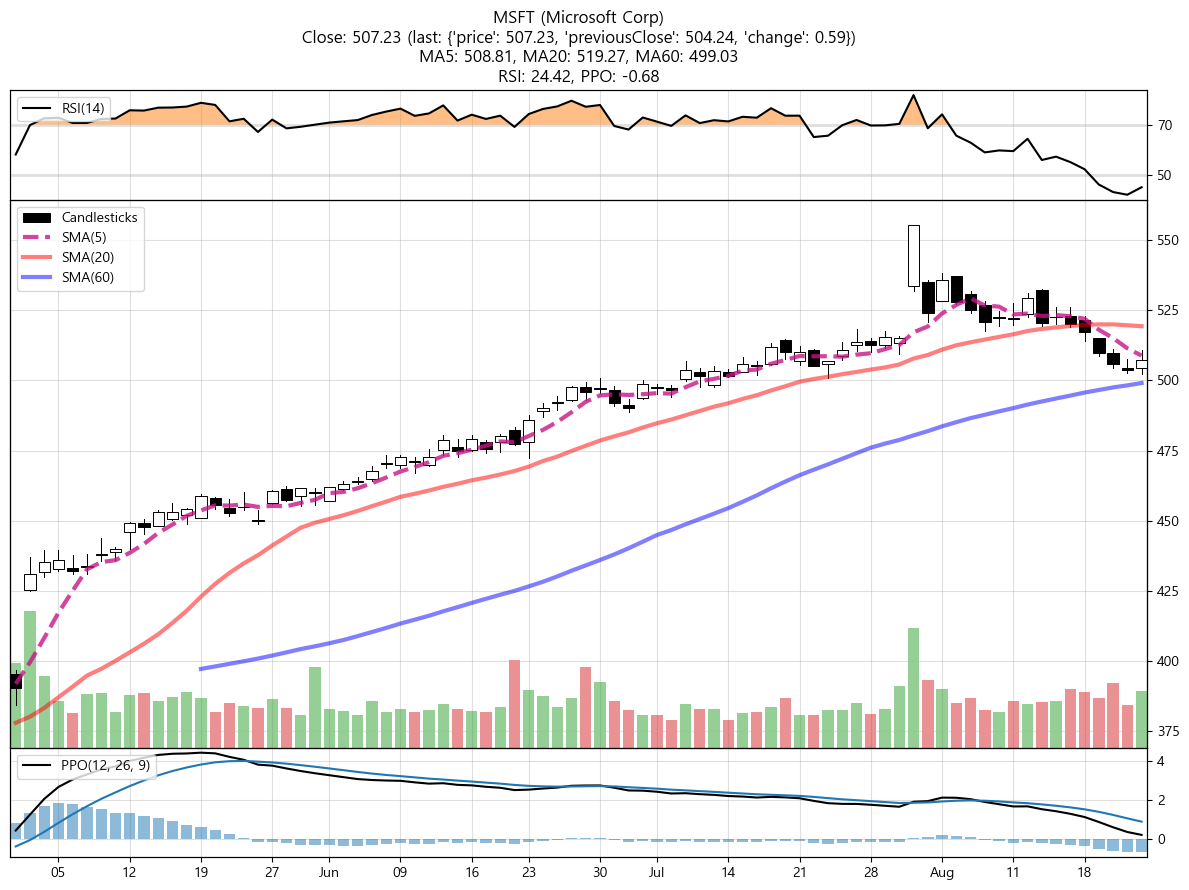 MSFT (Microsoft Corp)
Close: 507.23 (last: {'price': 507.23, 'previousClose': 504.24, 'change': 0.59})
MA5: 508.81, MA20: 519.27, MA60: 499.03
RSI: 24.42, PPO: -0.68
RSI(14)
70
50
Candlesticks
SMA(5)
SMA(20)
SMA(60)
550
525
500
475
450
425
400
375
PPO(12, 26, 9)
4
2
0
05 12 19 27 Jun 09 16 23 30 Jul 14 21 28 Aug 11 18